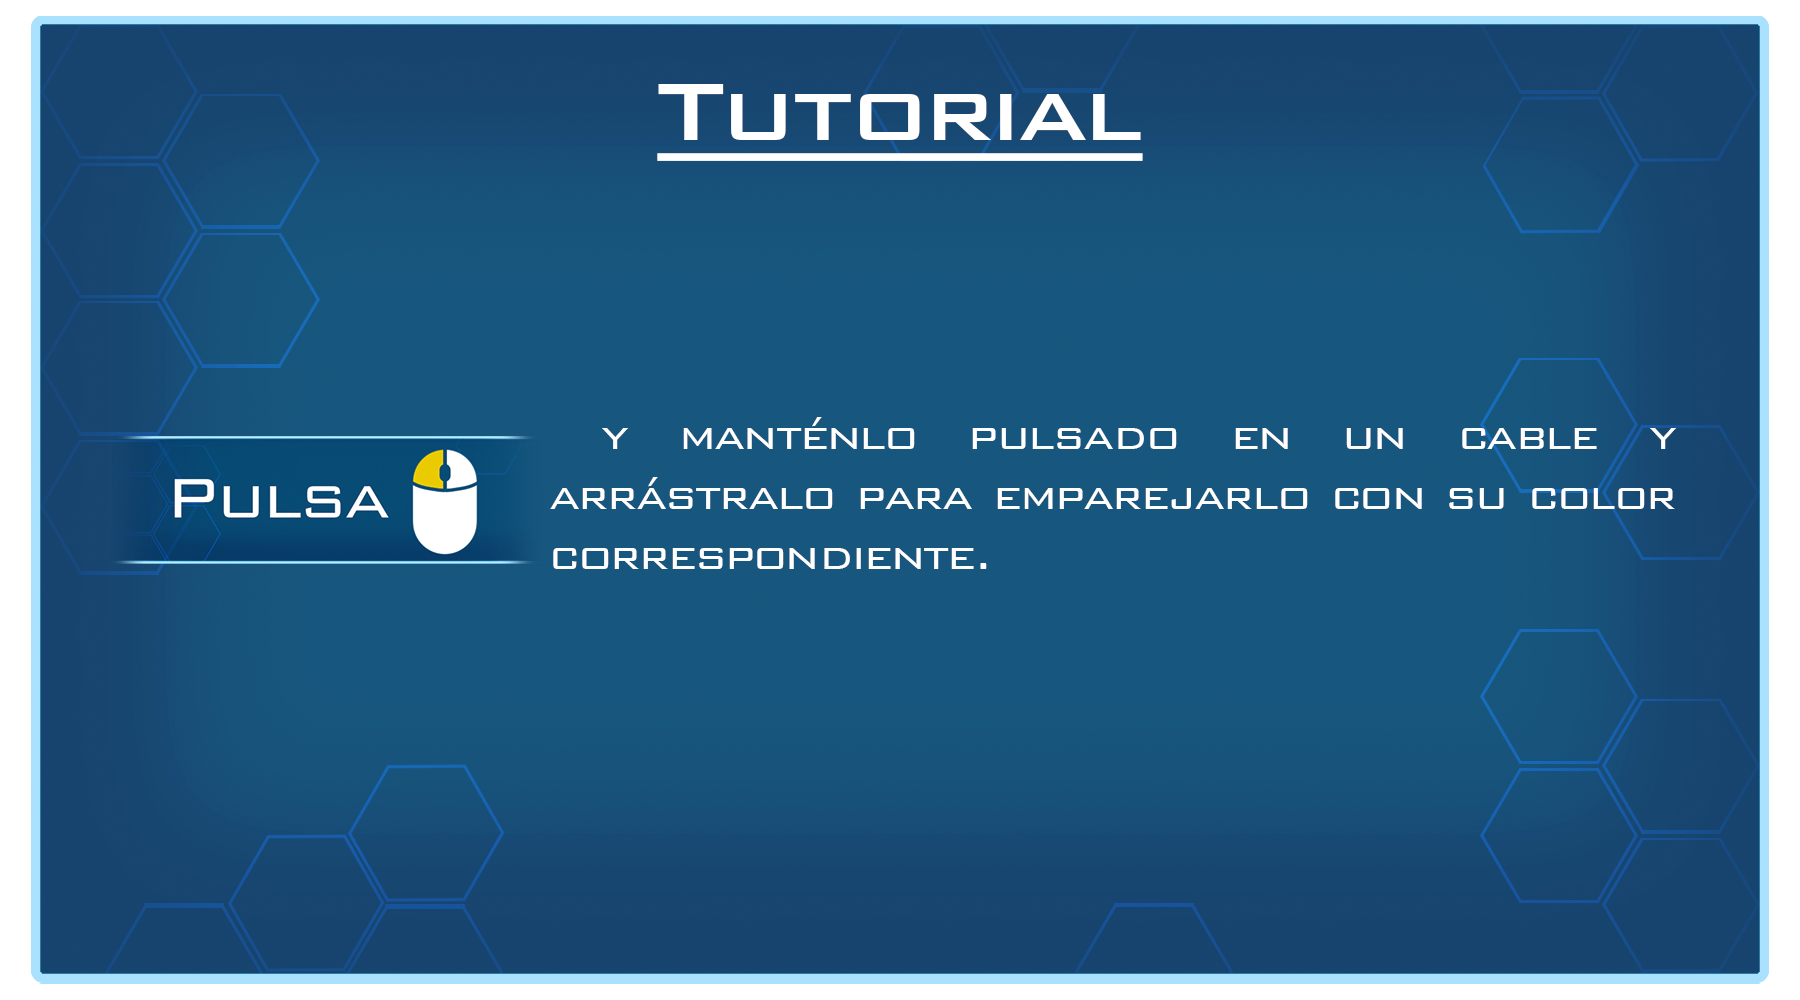 Tutorial
Pulsa
y manténlo pulsado en un cable y
arrástralo para emparejarlo con su color
correspondiente.